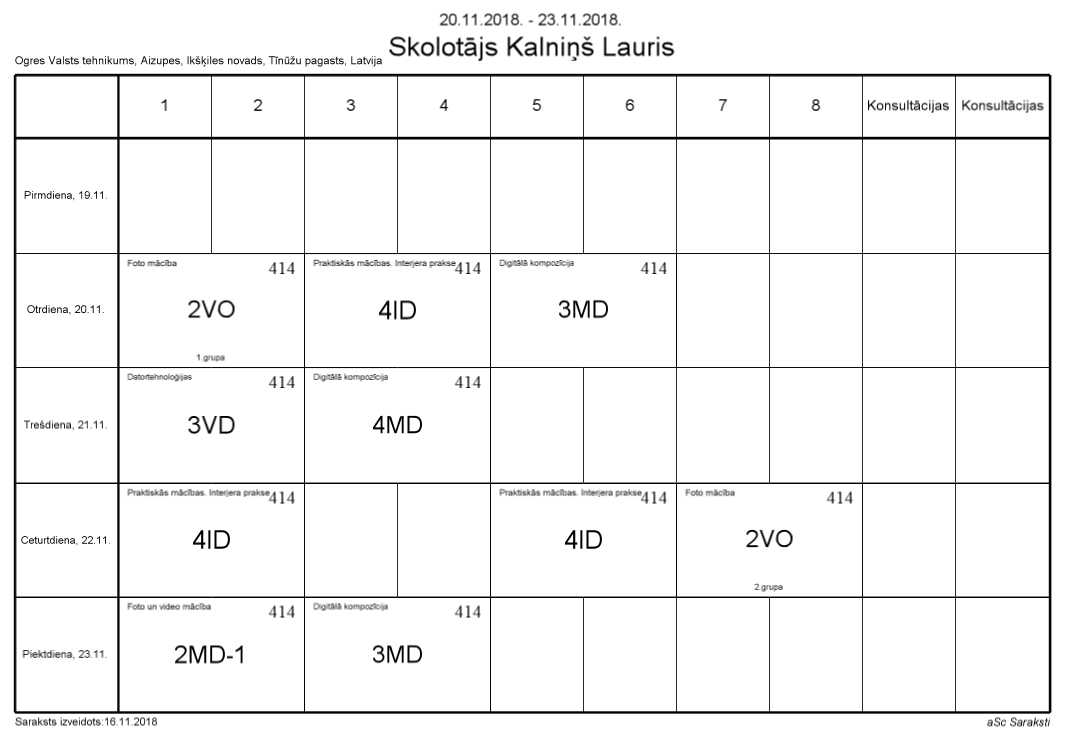 20.11.2018. - 23.11.2018.
Skolotājs Kalniņš Lauris
Ogres Valsts tehnikums, Aizupes, Ikšķiles novads, Tīnūžu pagasts, Latvija
1 2 3 4 5 6 7 8 Konsultācijas Konsultācijas
Pirmdiena, 19.11.
Foto mācība 414 Praktiskās mācības. Interjera prakse 414 Digitālā kompozīcija 414
Otrdiena, 20.11. 2VO 4ID 3MD
1.grupa
Datortehnoloģijas 414 Digitālā kompozīcija 414
Trešdiena, 21.11. 3VD 4MD
Praktiskās mācības. Interjera prakse 414 Praktiskās mācības. Interjera prakse 414 Foto mācība 414
Ceturtdiena, 22.11. 4ID 4ID 2VO
2.grupa
Foto un video mācība 414 Digitālā kompozīcija 414
Piektdiena, 23.11. 2MD-1 3MD
Saraksts izveidots:16.11.2018 aSc Saraksti